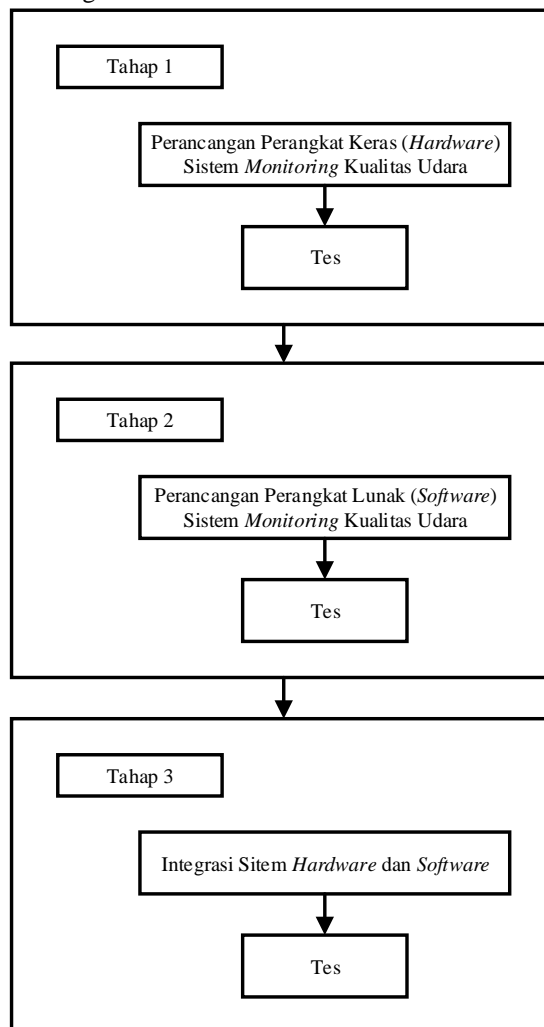 Tahap 1
Perancangan Perangkat Keras (Hardware)
Sistem Monitoring Kualitas Udara
Tes
Tahap 2
Perancangan Perangkat Lunak (Software)
Sistem Monitoring Kualitas Udara
Tes
Tahap 3
Integrasi Sitem Hardware dan Software
Tes